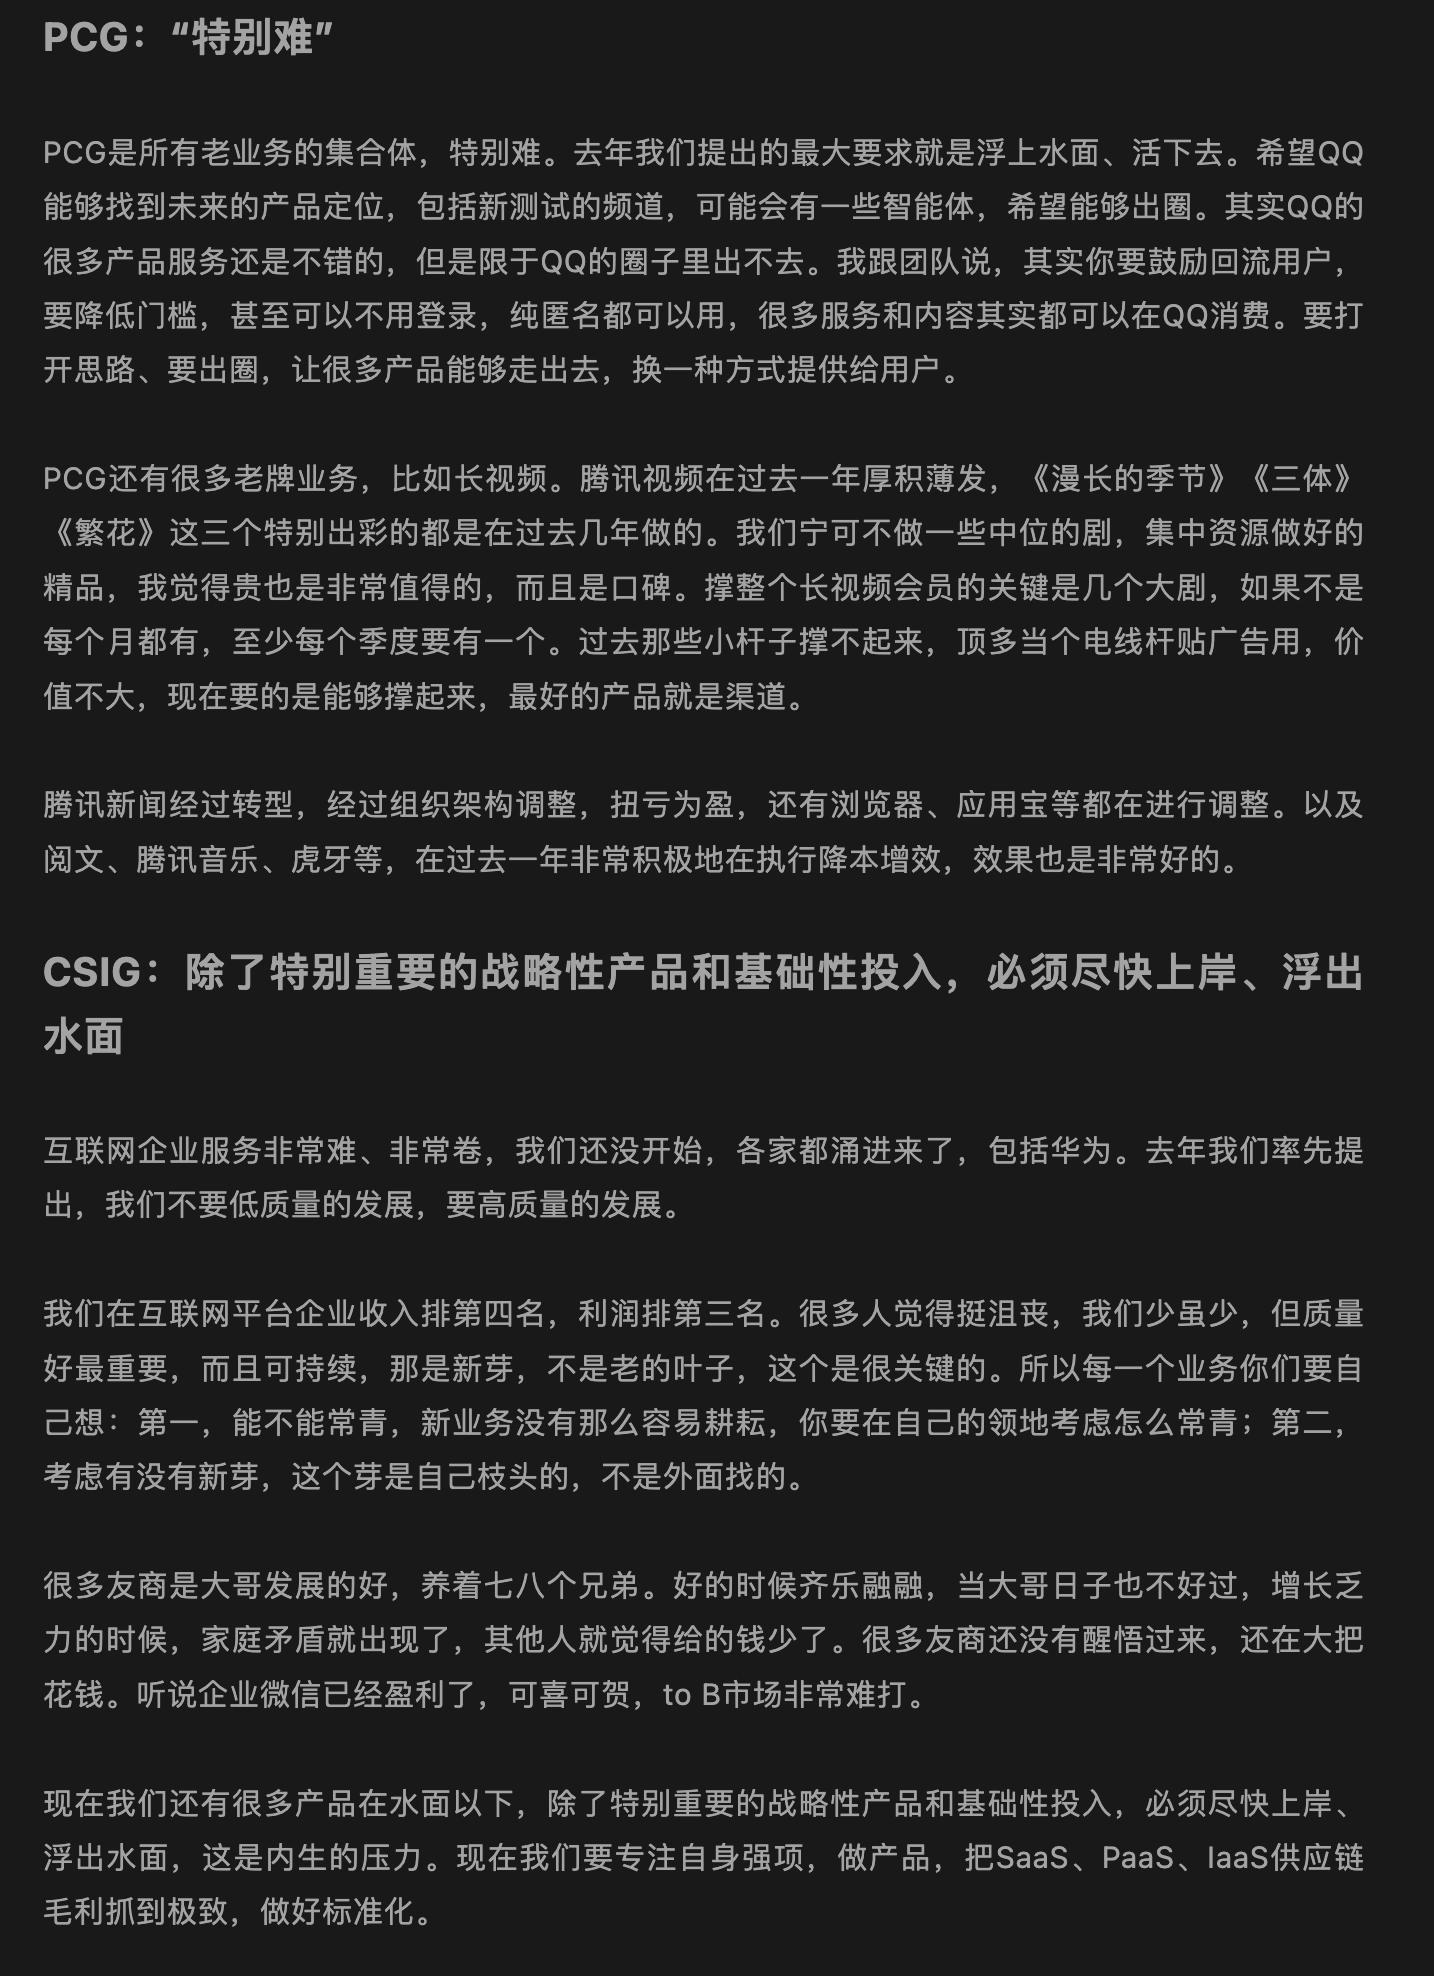 PCG：“特别难”
PCG是所有老业务的集合体，特别难。去年我们提出的最大要求就是浮上水面、活下去。希望QQ
能够找到未来的产品定位，包括新测试的频道，可能会有一些智能体，希望能够出圈。其实QQ的
很多产品服务还是不错的，但是限于QQ的圈子里出不去。我跟团队说，其实你要鼓励回流用户，
要降低门槛，甚至可以不用登录，纯匿名都可以用，很多服务和内容其实都可以在QQ消费。要打
开思路、要出圈，让很多产品能够走出去，换一种方式提供给用户。
PCG还有很多老牌业务，比如长视频。腾讯视频在过去一年厚积薄发，《漫长的季节》《三体》
《繁花》这三个特别出彩的都是在过去几年做的。我们宁可不做一些中位的剧，集中资源做好的
精品，我觉得贵也是非常值得的，而且是口碑。撑整个长视频会员的关键是几个大剧，如果不是
每个月都有，至少每个季度要有一个。过去那些小杆子撑不起来，顶多当个电线杆贴广告用，价
值不大，现在要的是能够撑起来，最好的产品就是渠道。
腾讯新闻经过转型，经过组织架构调整，扭亏为盈，还有浏览器、应用宝等都在进行调整。以及
阅文、腾讯音乐、虎牙等，在过去一年非常积极地在执行降本增效，效果也是非常好的。
CSIG：除了特别重要的战略性产品和基础性投入，必须尽快上岸、浮出
水面
互联网企业服务非常难、非常卷，我们还没开始，各家都涌进来了，包括华为。去年我们率先提
出，我们不要低质量的发展，要高质量的发展。
我们在互联网平台企业收入排第四名，利润排第三名。很多人觉得挺沮丧，我们少虽少，但质量
好最重要，而且可持续，那是新芽，不是老的叶子，这个是很关键的。所以每一个业务你们要自
己想：第一，能不能常青，新业务没有那么容易耕耘，你要在自己的领地考虑怎么常青；第二，
考虑有没有新芽，这个芽是自己枝头的，不是外面找的。
很多友商是大哥发展的好，养着七八个兄弟。好的时候齐乐融融，当大哥日子也不好过，增长乏
力的时候，家庭矛盾就出现了，其他人就觉得给的钱少了。很多友商还没有醒悟过来，还在大把
花钱。听说企业微信已经盈利了，可喜可贺，to B市场非常难打。
现在我们还有很多产品在水面以下，除了特别重要的战略性产品和基础性投入，必须尽快上岸、
浮出水面，这是内生的压力。现在我们要专注自身强项，做产品，把SaaS、PaaS、IaaS供应链
毛利抓到极致，做好标准化。